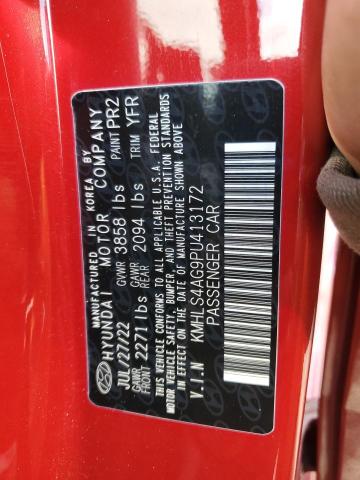 MANUFACTURED IN KOREA BY
HYUNDAI MOTOR COMPANY
JUL/27/22 GVWR 3858 lbs PAINT PR2
GAWR FRONT 2271 lbs GAWR REAR 2094 lbs TRIM YFR
THIS VEHICLE CONFORMS TO ALL APPLICABLE U.S.A. FEDERAL
MOTOR VEHICLE SAFETY, BUMPER, AND THEFT PREVENTION STANDARDS
IN EFFECT ON THE DATE OF MANUFACTURE SHOWN ABOVE
V.I.N KMHLS4AG9PU413172
PASSENGER CAR